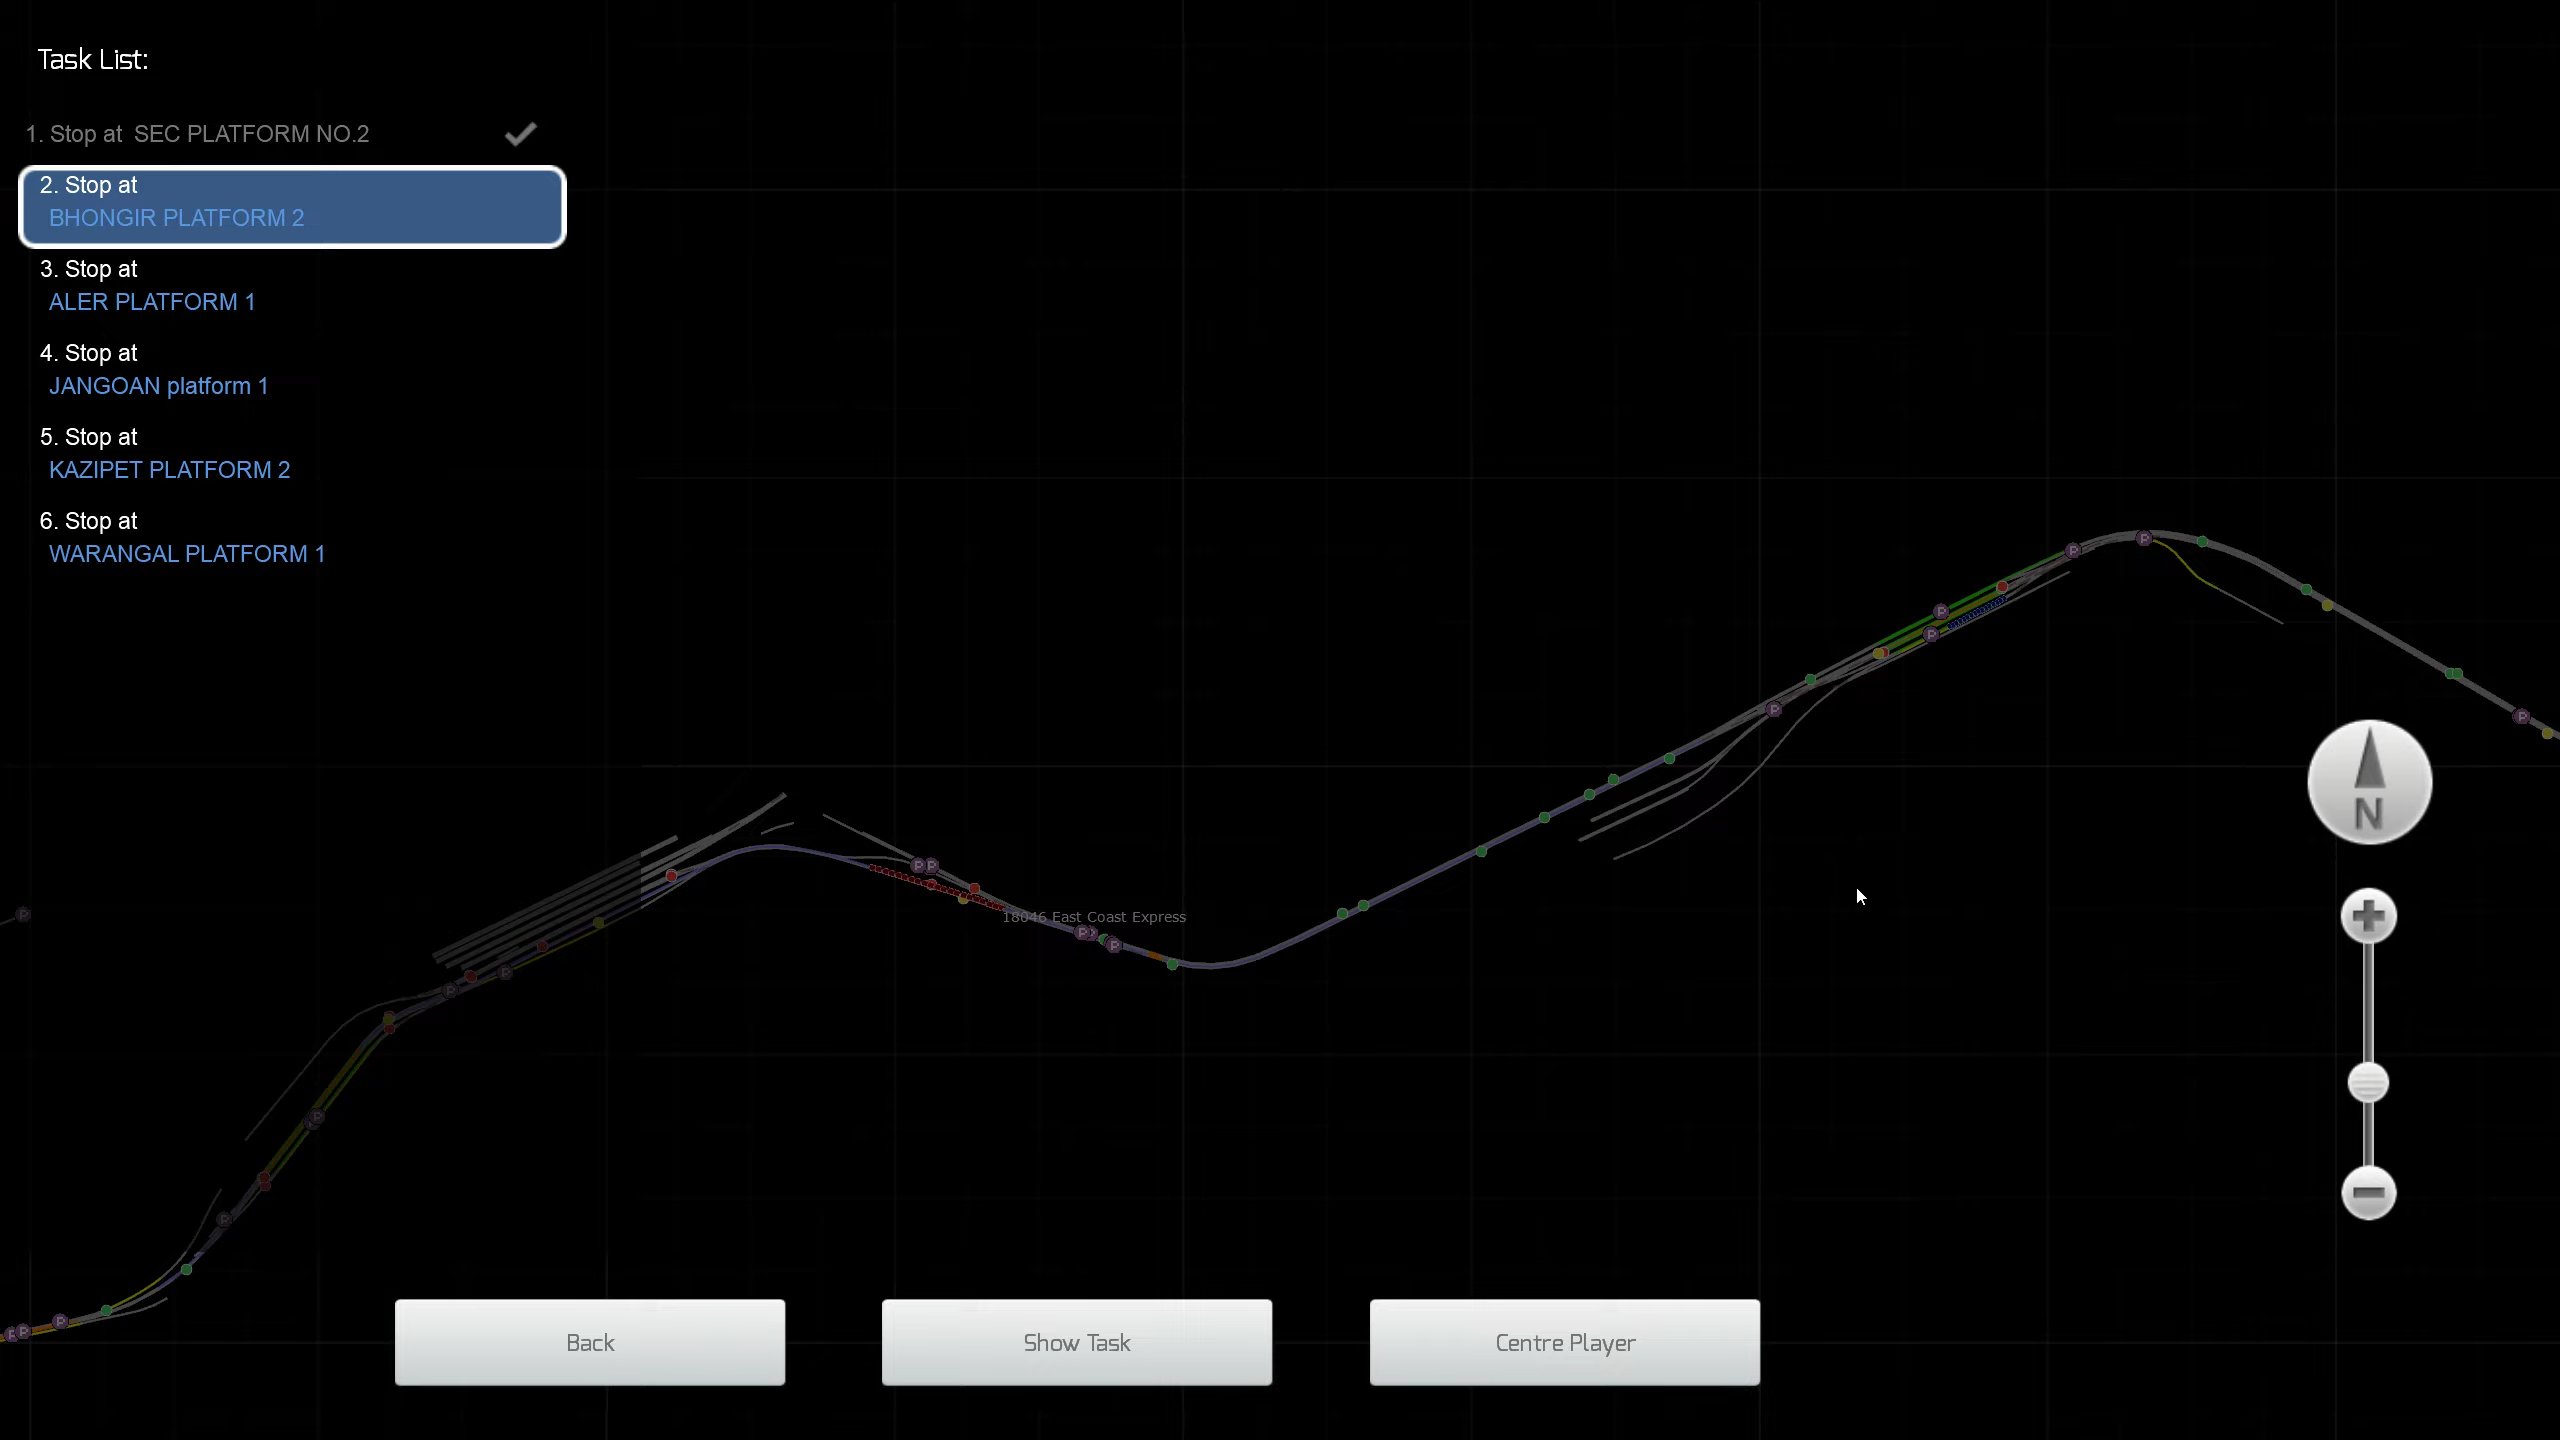 Task List:
1. Stop at  SEC PLATFORM NO.2
2. Stop at
BHONGIR PLATFORM 2
3. Stop at
ALER PLATFORM 1
4. Stop at
JANGOAN platform 1
5. Stop at
KAZIPET PLATFORM 2
6. Stop at
WARANGAL PLATFORM 1
18046 East Coast Express
N
Back
Show Task
Centre Player